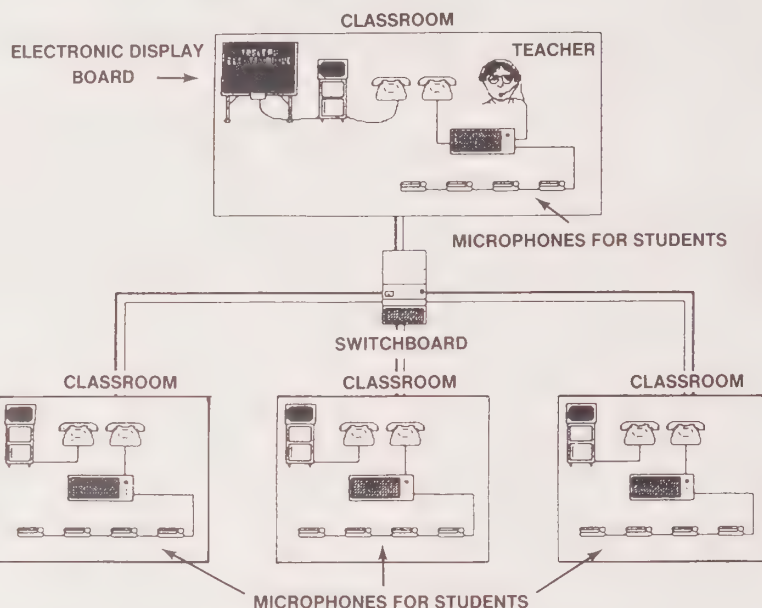 CLASSROOM
ELECTRONIC DISPLAY
BOARD
TEACHER
MICROPHONES FOR STUDENTS
SWITCHBOARD
CLASSROOM
CLASSROOM
CLASSROOM
MICROPHONES FOR STUDENTS